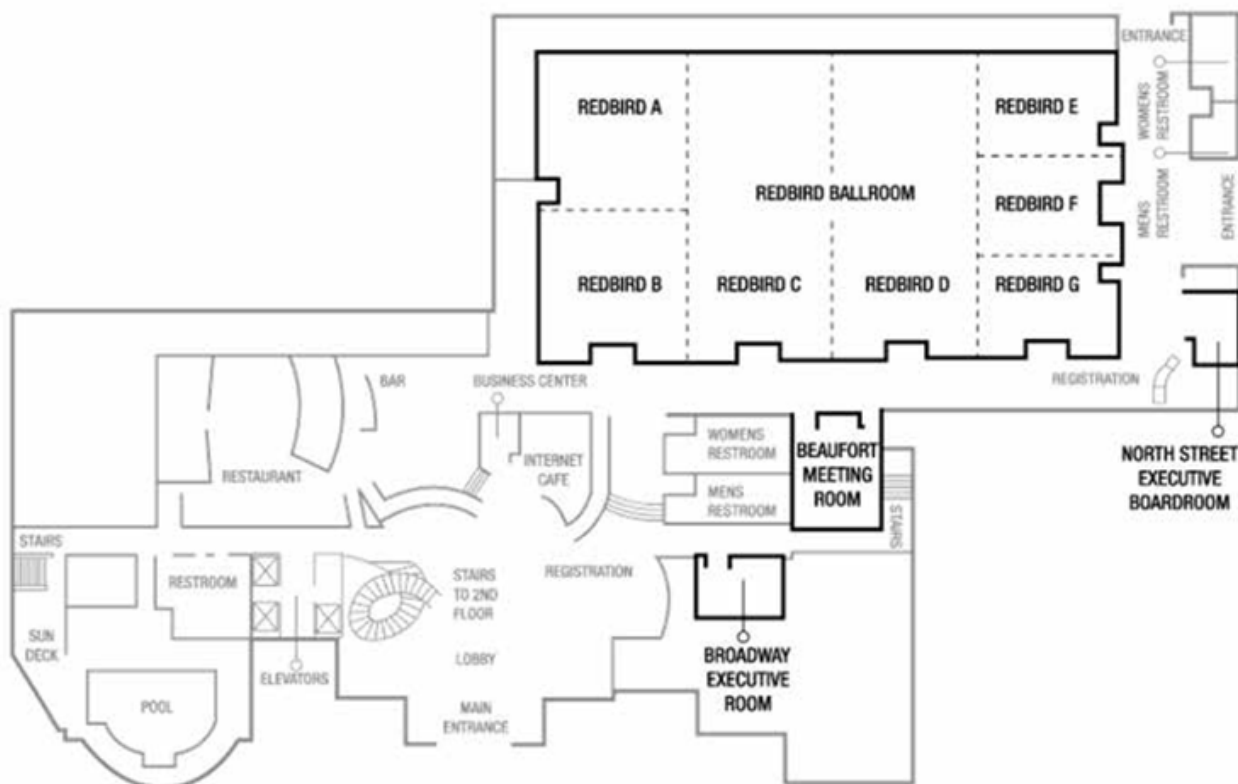 ENTRANCE
WOMENS
RESTROOM
MENS
RESTROOM
ENTRANCE
REDBIRD A
REDBIRD E
REDBIRD BALLROOM
REDBIRD F
REDBIRD B
REDBIRD C
REDBIRD D
REDBIRD G
REGISTRATION
BAR
BUSINESS CENTER
RESTAURANT
INTERNET
CAFE
WOMENS
RESTROOM
MENS
RESTROOM
BEAUFORT
MEETING
ROOM
STAIRS
NORTH STREET
EXECUTIVE
BOARDROOM
STAIRS
RESTROOM
STAIRS
TO 2ND
FLOOR
REGISTRATION
SUN
DECK
ELEVATORS
LOBBY
BROADWAY
EXECUTIVE
ROOM
POOL
MAIN
ENTRANCE